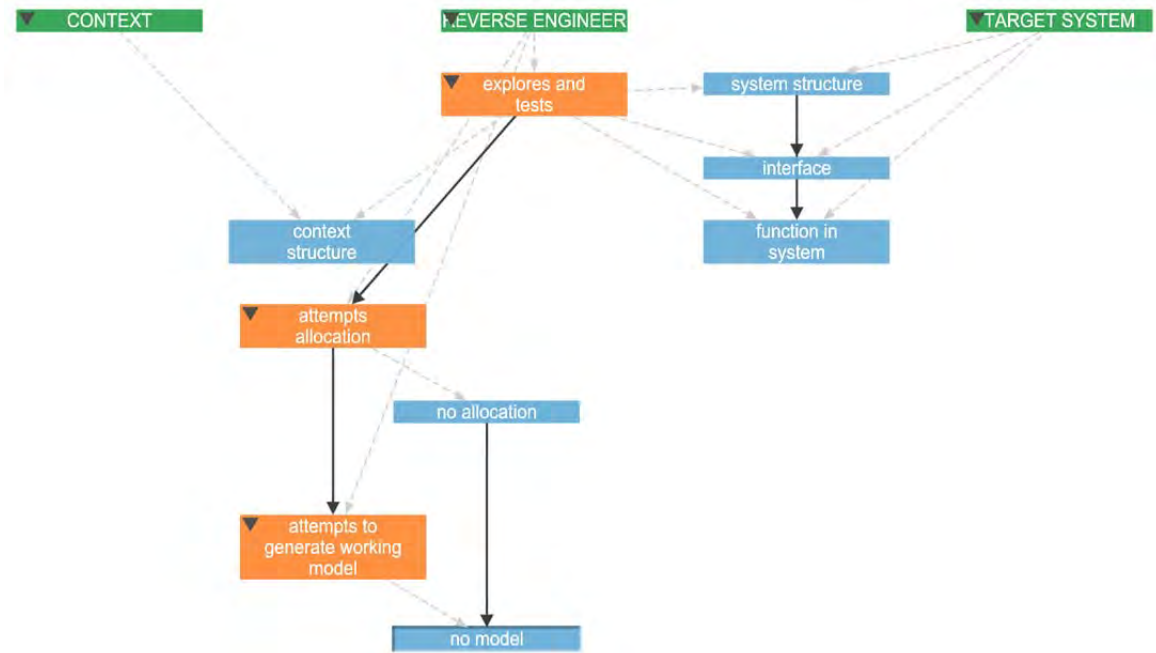 CONTEXT
REVERSE ENGINEER
TARGET SYSTEM
explores and
tests
system structure
interface
context
structure
function in
system
attempts
allocation
no allocation
attempts to
generate working
model
no model